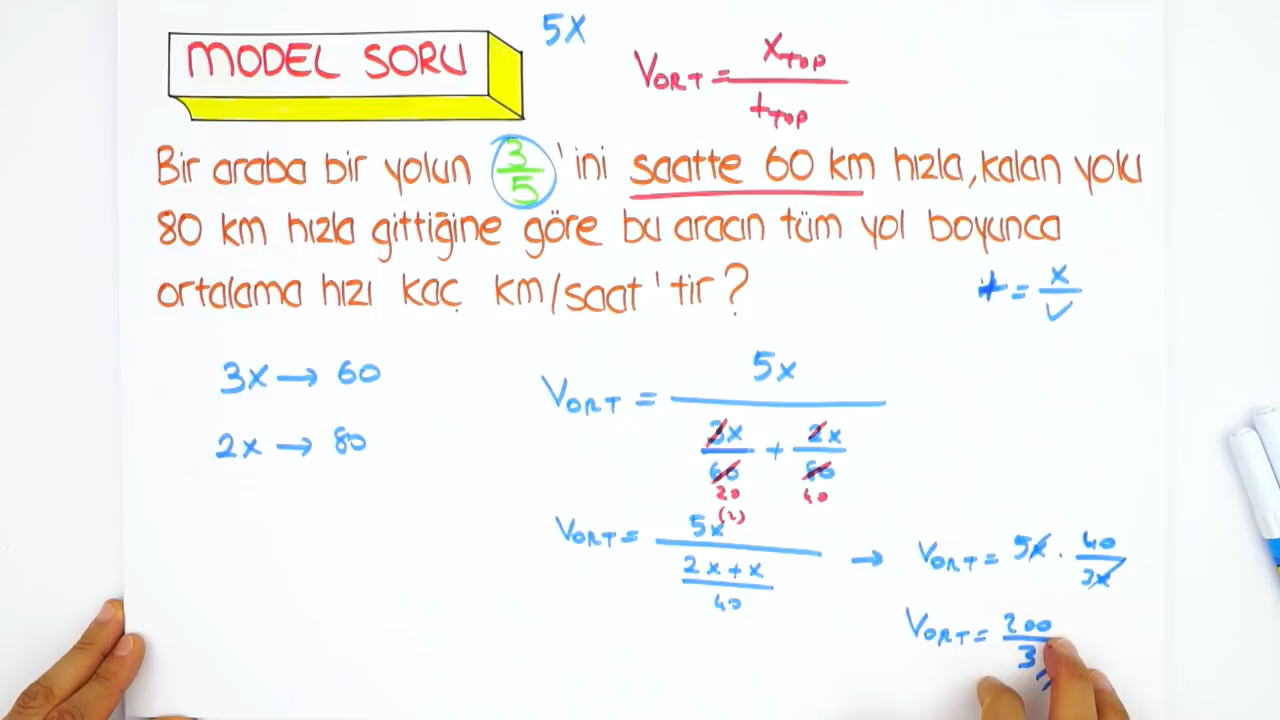 5x
MODEL SORU
VORT = XTOP / tTOP
Bir araba bir yolun 3/5 'ini saatte 60 km hızla, kalan yolu
80 km hızla gittiğine göre bu aracın tüm yol boyunca
ortalama hızı kaç km/saat 'tir?
t = x/v
3x → 60
2x → 80
VORT = 5x / (3x/60 + 2x/80)
20 40
(2)
VORT = 5x / ((2x+x)/40) → VORT = 5x . 40/3x
VORT = 200/3